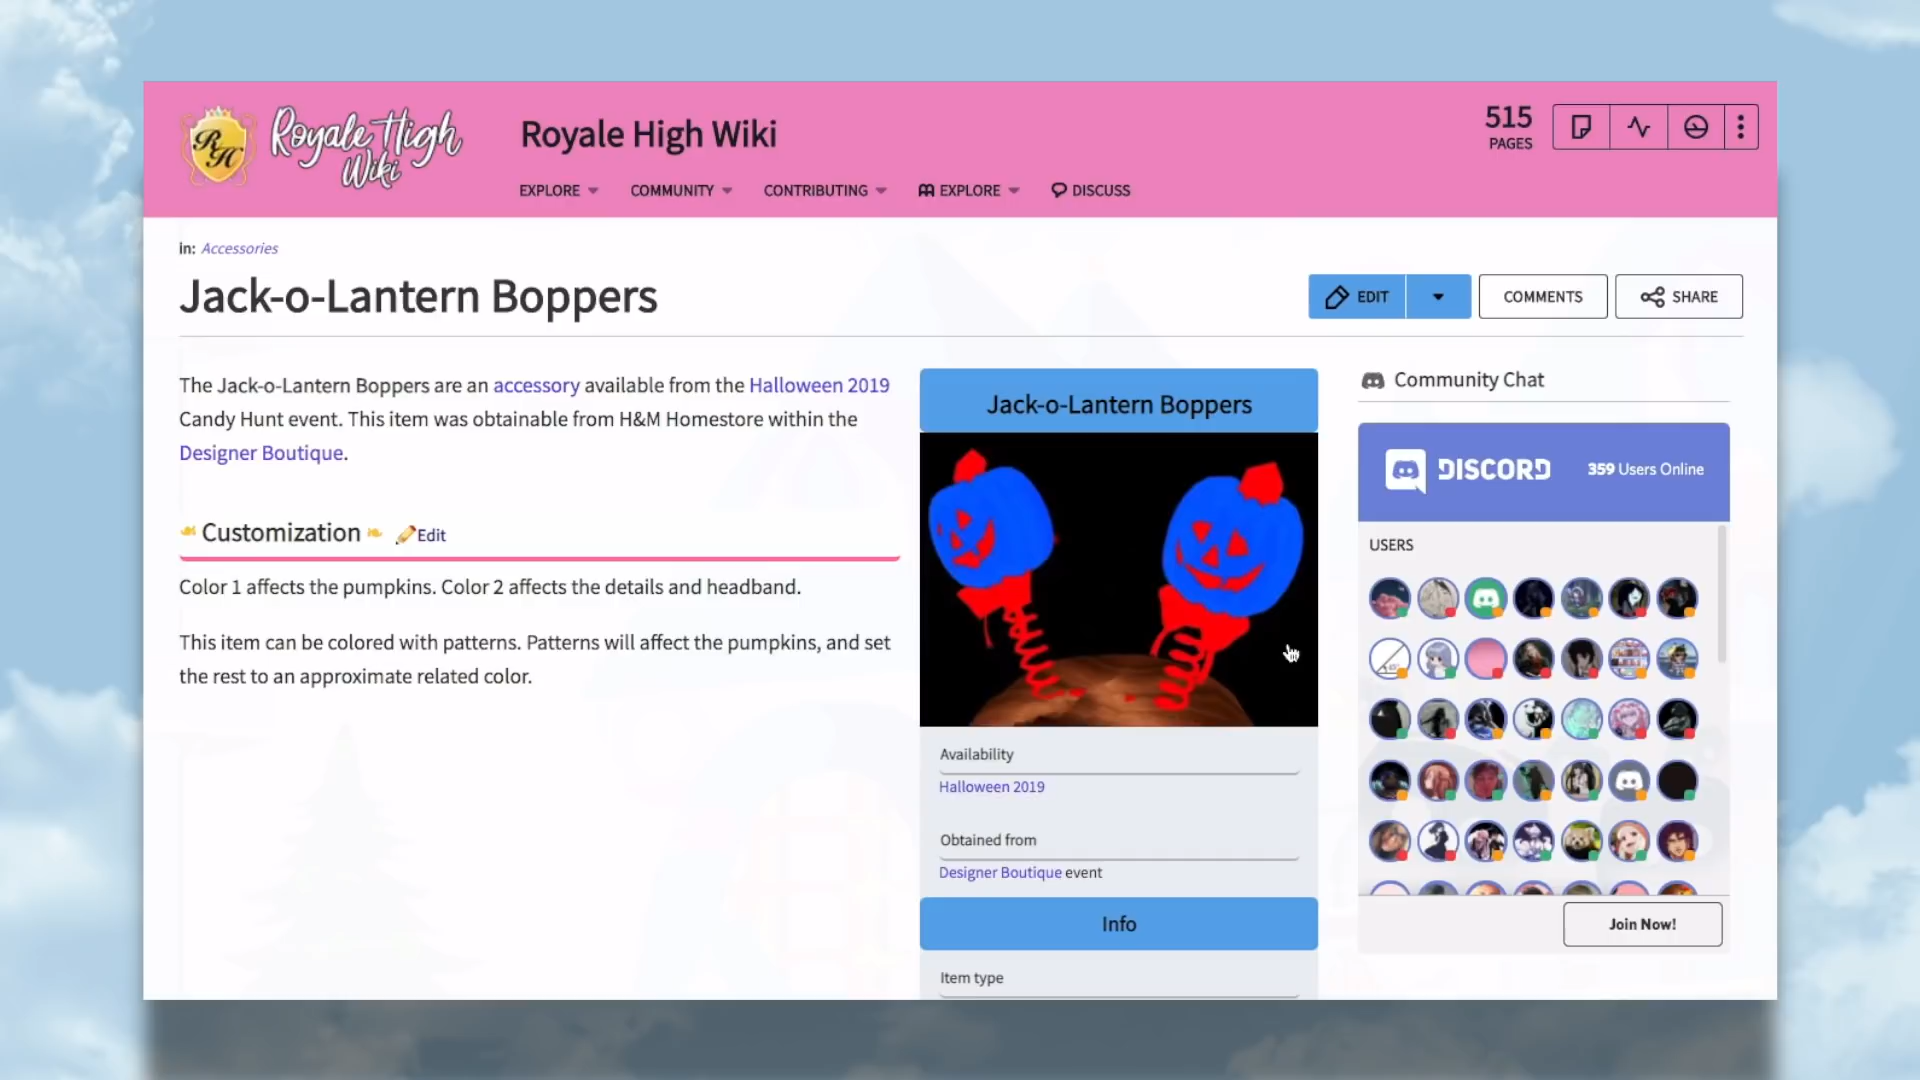 Royale High
Wiki
RH
Royale High Wiki
515
PAGES
EXPLORE
COMMUNITY
CONTRIBUTING
EXPLORE
DISCUSS
in: Accessories
Jack-o-Lantern Boppers
EDIT
COMMENTS
SHARE
The Jack-o-Lantern Boppers are an accessory available from the Halloween 2019
Candy Hunt event. This item was obtainable from H&M Homestore within the
Designer Boutique.
Customization
Edit
Color 1 affects the pumpkins. Color 2 affects the details and headband.
This item can be colored with patterns. Patterns will affect the pumpkins, and set
the rest to an approximate related color.
Jack-o-Lantern Boppers
Availability
Halloween 2019
Obtained from
Designer Boutique event
Info
Item type
Community Chat
DISCORD
359 Users Online
USERS
Join Now!